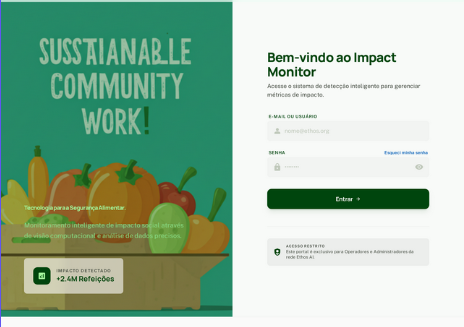 SUSSTAIANABLE
COMMUNITY
WORK!
Tecnologia para a Segurança Alimentar
Monitoramento inteligente de impacto social através
de visão computacional e análise de dados precisos.
IMPACTO DETECTADO
+2.4M Refeições
Bem-vindo ao Impact
Monitor
Acesse o sistema de detecção inteligente para gerenciar
métricas de impacto.
E-MAIL OU USUÁRIO
nome@ethos.org
SENHA
Esqueci minha senha
Entrar →
ACESSO RESTRITO
Este portal é exclusivo para Operadores e Administradores da
rede Ethos AI.